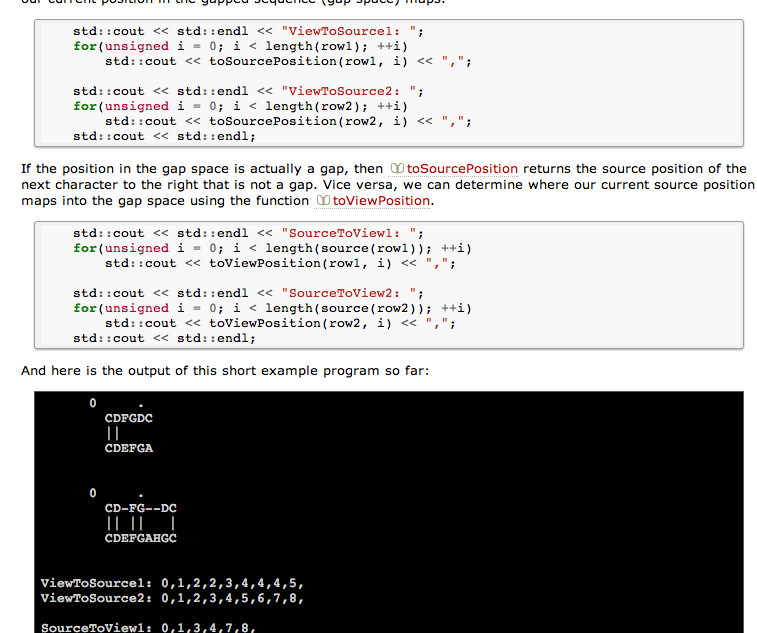 our current position in the gapped sequence (gap space) maps.
std::cout << std::endl << "ViewToSource1: ";
for(unsigned i = 0; i < length(row1); ++i)
std::cout << toSourcePosition(row1, i) << ",";
std::cout << std::endl << "ViewToSource2: ";
for(unsigned i = 0; i < length(row2); ++i)
std::cout << toSourcePosition(row2, i) << ",";
std::cout << std::endl;
If the position in the gap space is actually a gap, then toSourcePosition returns the source position of the
next character to the right that is not a gap. Vice versa, we can determine where our current source position
maps into the gap space using the function toViewPosition.
std::cout << std::endl << "SourceToView1: ";
for(unsigned i = 0; i < length(source(row1)); ++i)
std::cout << toViewPosition(row1, i) << ",";
std::cout << std::endl << "SourceToView2: ";
for(unsigned i = 0; i < length(source(row2)); ++i)
std::cout << toViewPosition(row2, i) << ",";
std::cout << std::endl;
And here is the output of this short example program so far:
0     .
CDFGDC
||
CDEFGA
0     .
CD-FG--DC
|| ||   |
CDEFGAHGC
ViewToSource1: 0,1,2,2,3,4,4,4,5,
ViewToSource2: 0,1,2,3,4,5,6,7,8,
SourceToView1: 0,1,3,4,7,8,